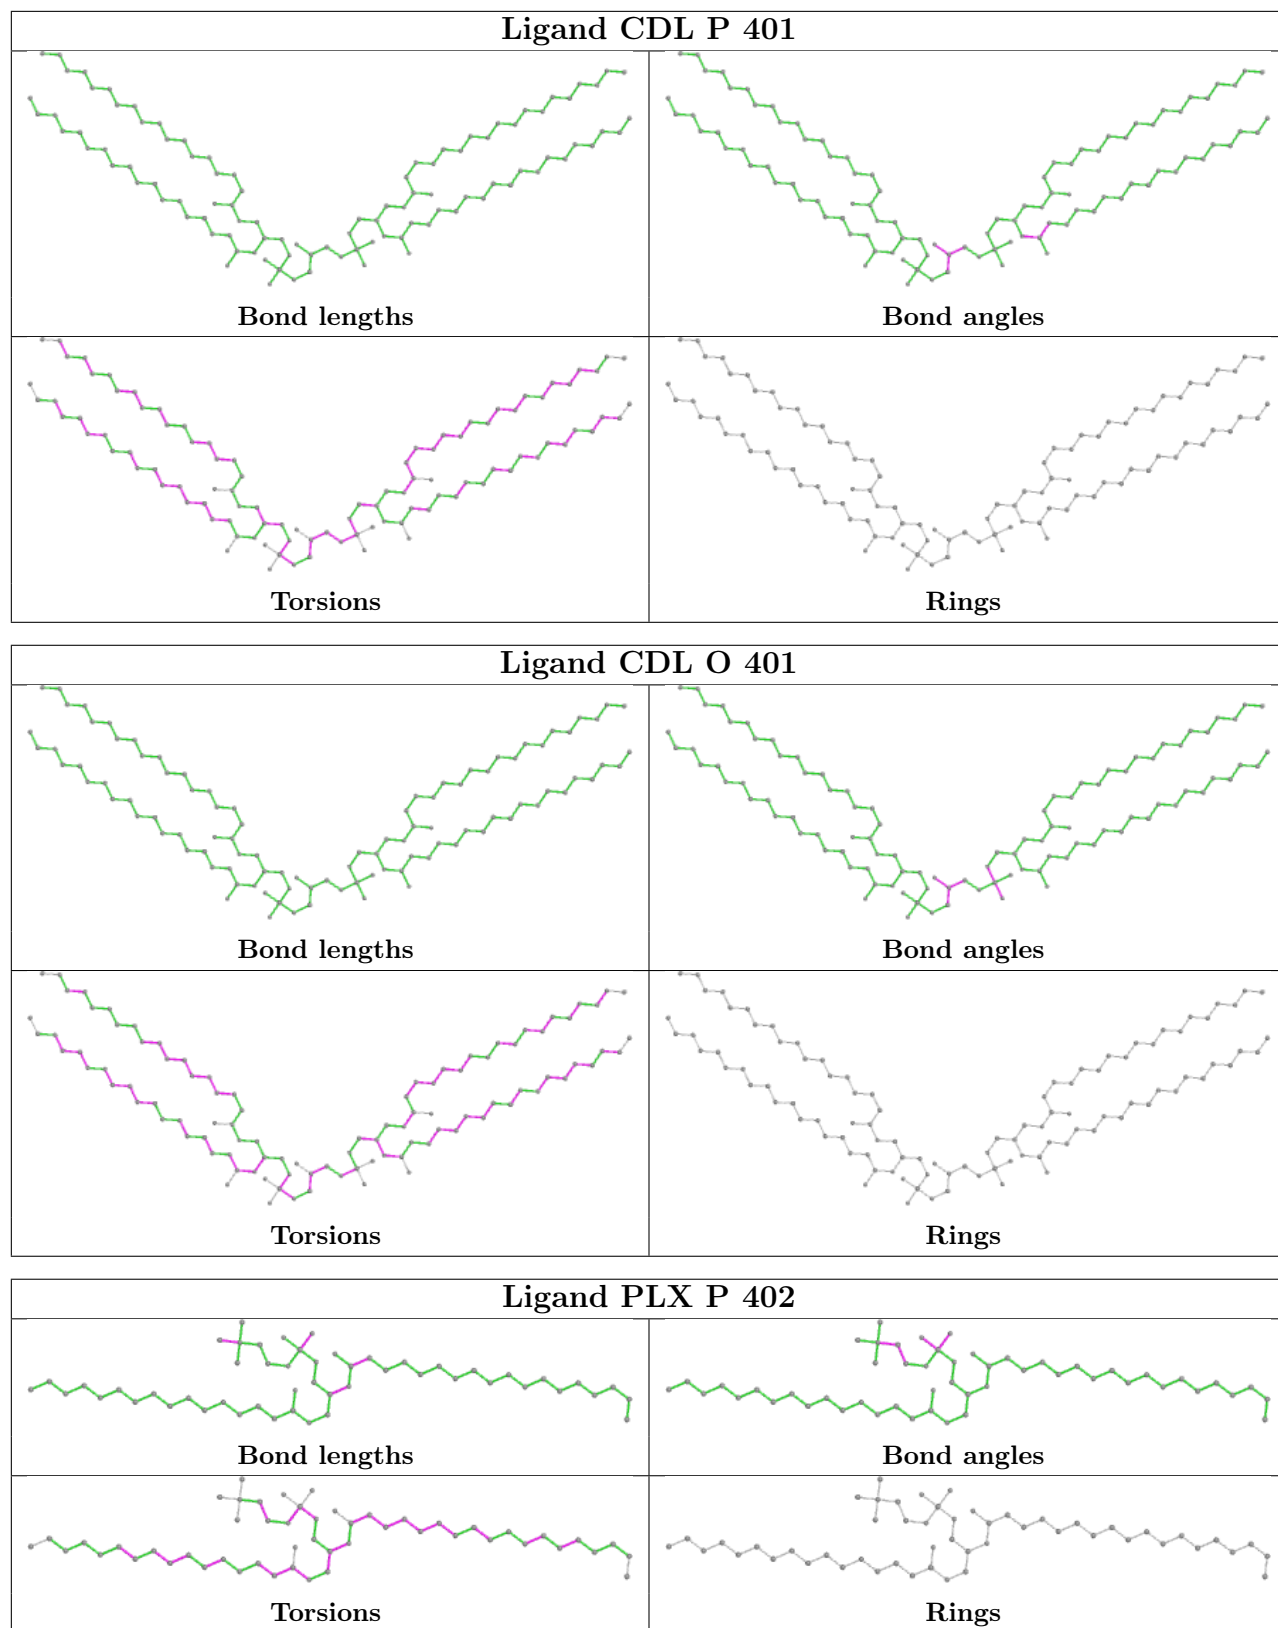 Ligand CDL P 401
Bond lengths
Bond angles
Torsions
Rings
Ligand CDL O 401
Bond lengths
Bond angles
Torsions
Rings
Ligand PLX P 402
Bond lengths
Bond angles
Torsions
Rings